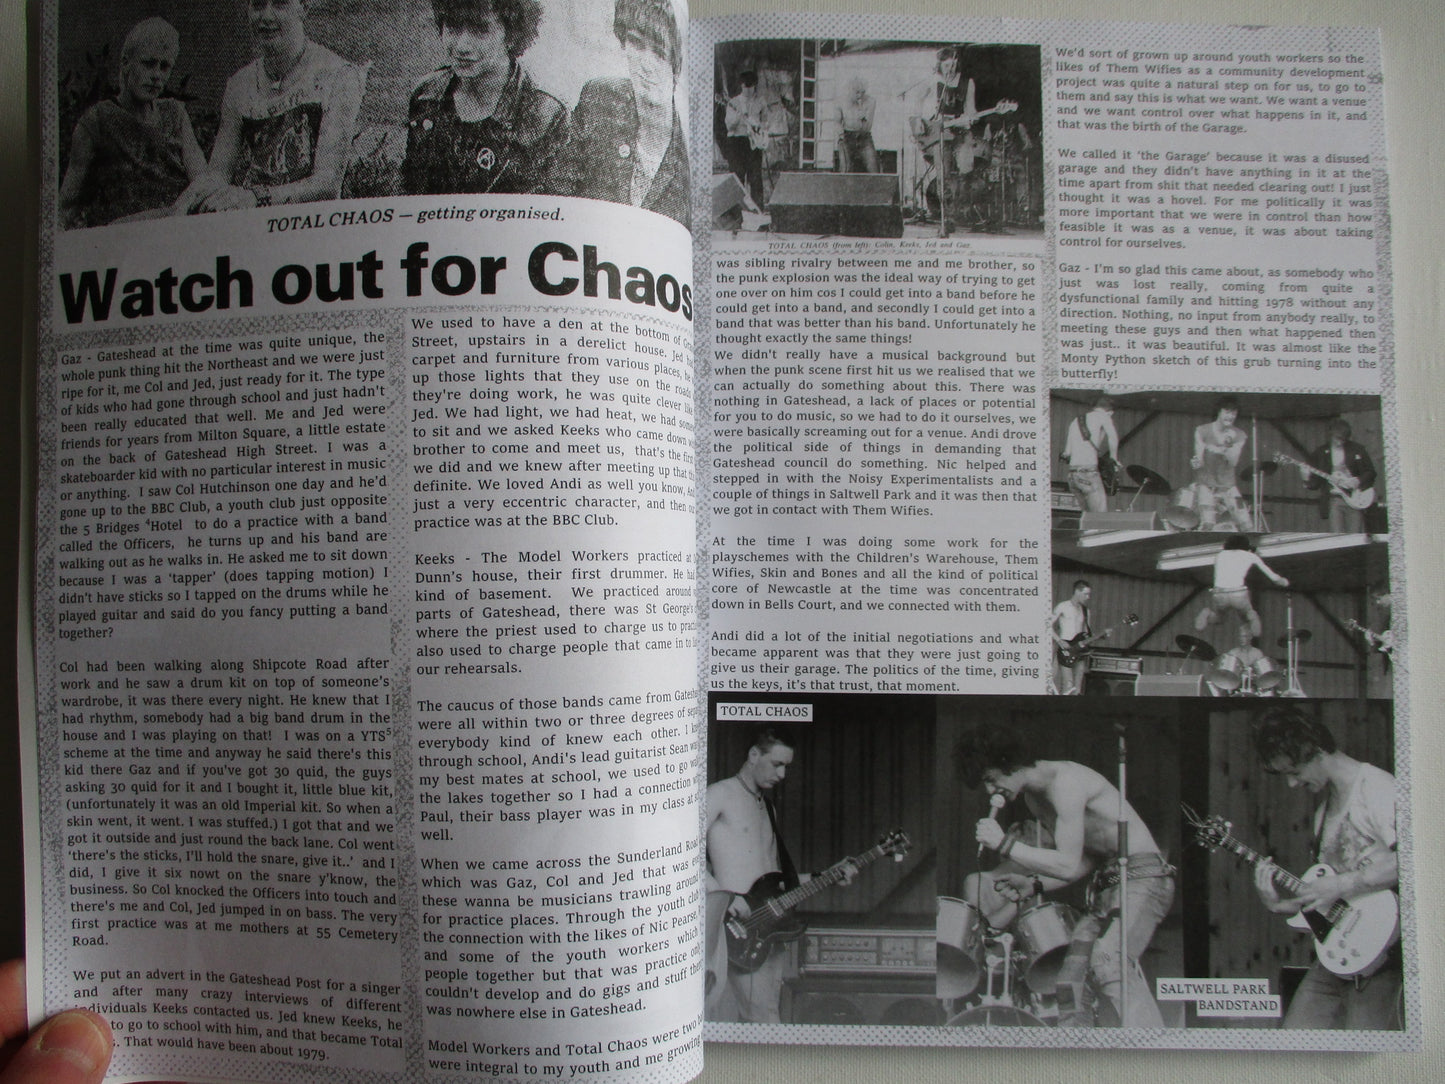 TOTAL CHAOS — getting organised.
Watch out for Chaos
Gaz - Gateshead at the time was quite unique, the
whole punk thing hit the Northeast and we were just
ripe for it, me Col and Jed, just ready for it. The type
of kids who had gone through school and just hadn't
been really educated that well. Me and Jed were
friends for years from Milton Square, a little estate
on the back of Gateshead High Street. I was a
skateboarder kid with no particular interest in music
or anything. I saw Col Hutchinson one day and he'd
gone up to the BBC Club, a youth club just opposite
the 5 Bridges ⁴Hotel to do a practice with a band
called the Officers, he turns up and his band are
walking out as he walks in. He asked me to sit down
because I was a 'tapper' (does tapping motion) I
didn't have sticks so I tapped on the drums while he
played guitar and said do you fancy putting a band
together?
Col had been walking along Shipcote Road after
work and he saw a drum kit on top of someone's
wardrobe, it was there every night. He knew that I
had rhythm, somebody had a big band drum in the
house and I was playing on that! I was on a YTS⁵
scheme at the time and anyway he said there's this
kid there Gaz and if you've got 30 quid, the guys
asking 30 quid for it and I bought it, little blue kit,
(unfortunately it was an old Imperial kit. So when a
skin went, it went. I was stuffed.) I got that and we
got it outside and just round the back lane. Col went
'there's the sticks, I'll hold the snare, give it..' and I
did, I give it six nowt on the snare y'know, the
business. So Col knocked the Officers into touch and
there's me and Col, Jed jumped in on bass. The very
first practice was at me mothers at 55 Cemetery
Road.
We put an advert in the Gateshead Post for a singer
and after many crazy interviews of different
individuals Keeks contacted us. Jed knew Keeks, he
to go to school with him, and that became Total
That would have been about 1979.
We used to have a den at the bottom of
Street, upstairs in a derelict house. Jed
carpet and furniture from various places, he
up those lights that they use on the roads
they're doing work, he was quite clever like
Jed. We had light, we had heat, we had some
to sit and we asked Keeks who came down
brother to come and meet us, that's the first
we did and we knew after meeting up that
definite. We loved Andi as well you know,
just a very eccentric character, and then our
practice was at the BBC Club.
Keeks - The Model Workers practiced at
Dunn's house, their first drummer. He had
kind of basement. We practiced around
parts of Gateshead, there was St George's
where the priest used to charge us to
also used to charge people that came in to
our rehearsals.
The caucus of those bands came from
were all within two or three degrees of
everybody kind of knew each other. I
through school, Andi's lead guitarist Sean was
my best mates at school, we used to go
the lakes together so I had a connection
Paul, their bass player was in my class at
well.
When we came across the Sunderland Road
which was Gaz, Col and Jed that was
these wanna be musicians trawling around
for practice places. Through the youth club
the connection with the likes of Nic Pearse,
and some of the youth workers which
people together but that was practice only
couldn't develop and do gigs and stuff
was nowhere else in Gateshead.
Model Workers and Total Chaos were two
were integral to my youth and me growing
TOTAL CHAOS (from left): Colin, Keeks, Jed and Gaz.
was sibling rivalry between me and me brother, so
the punk explosion was the ideal way of trying to get
one over on him cos I could get into a band before he
could get into a band, and secondly I could get into a
band that was better than his band. Unfortunately he
thought exactly the same things!
We didn't really have a musical background but
when the punk scene first hit us we realised that we
can actually do something about this. There was
nothing in Gateshead, a lack of places or potential
for you to do music, so we had to do it ourselves, we
were basically screaming out for a venue. Andi drove
the political side of things in demanding that
Gateshead council do something. Nic helped and
stepped in with the Noisy Experimentalists and a
couple of things in Saltwell Park and it was then that
we got in contact with Them Wifies.
At the time I was doing some work for the
playschemes with the Children's Warehouse, Them
Wifies, Skin and Bones and all the kind of political
core of Newcastle at the time was concentrated
down in Bells Court, and we connected with them.
Andi did a lot of the initial negotiations and what
became apparent was that they were just going to
give us their garage. The politics of the time, giving
us the keys, it's that trust, that moment.
We'd sort of grown up around youth workers so the
likes of Them Wifies as a community development
project was quite a natural step on for us, to go to
them and say this is what we want. We want a venue
and we want control over what happens in it, and
that was the birth of the Garage.
We called it 'the Garage' because it was a disused
garage and they didn't have anything in it at the
time apart from shit that needed clearing out! I just
thought it was a hovel. For me politically it was
more important that we were in control than how
feasible it was as a venue, it was about taking
control for ourselves.
Gaz - I'm so glad this came about, as somebody who
just was lost really, coming from quite a
dysfunctional family and hitting 1978 without any
direction. Nothing, no input from anybody really, to
meeting these guys and then what happened then
was just.. it was beautiful. It was almost like the
Monty Python sketch of this grub turning into the
butterfly!
TOTAL CHAOS
SALTWELL PARK
BANDSTAND